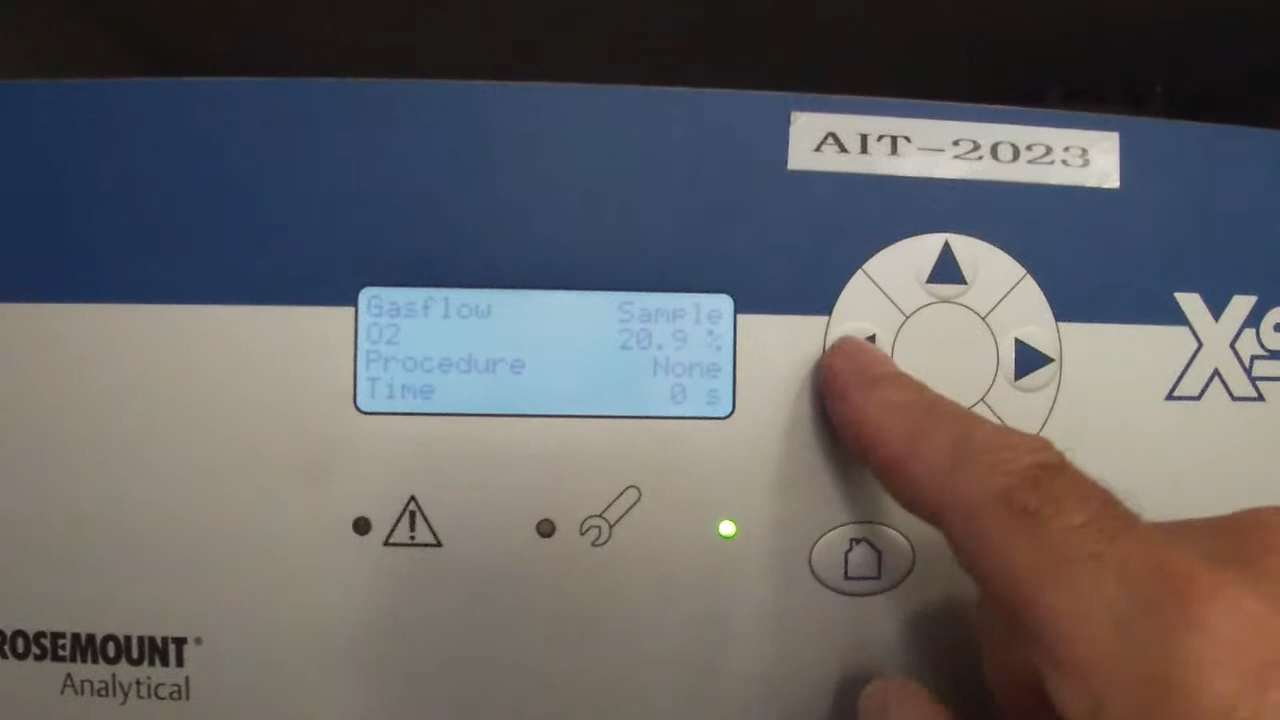 AIT-2023
Gasflow Sample
O2 20.9 %
Procedure None
Time 0 s
ROSEMOUNT®
Analytical